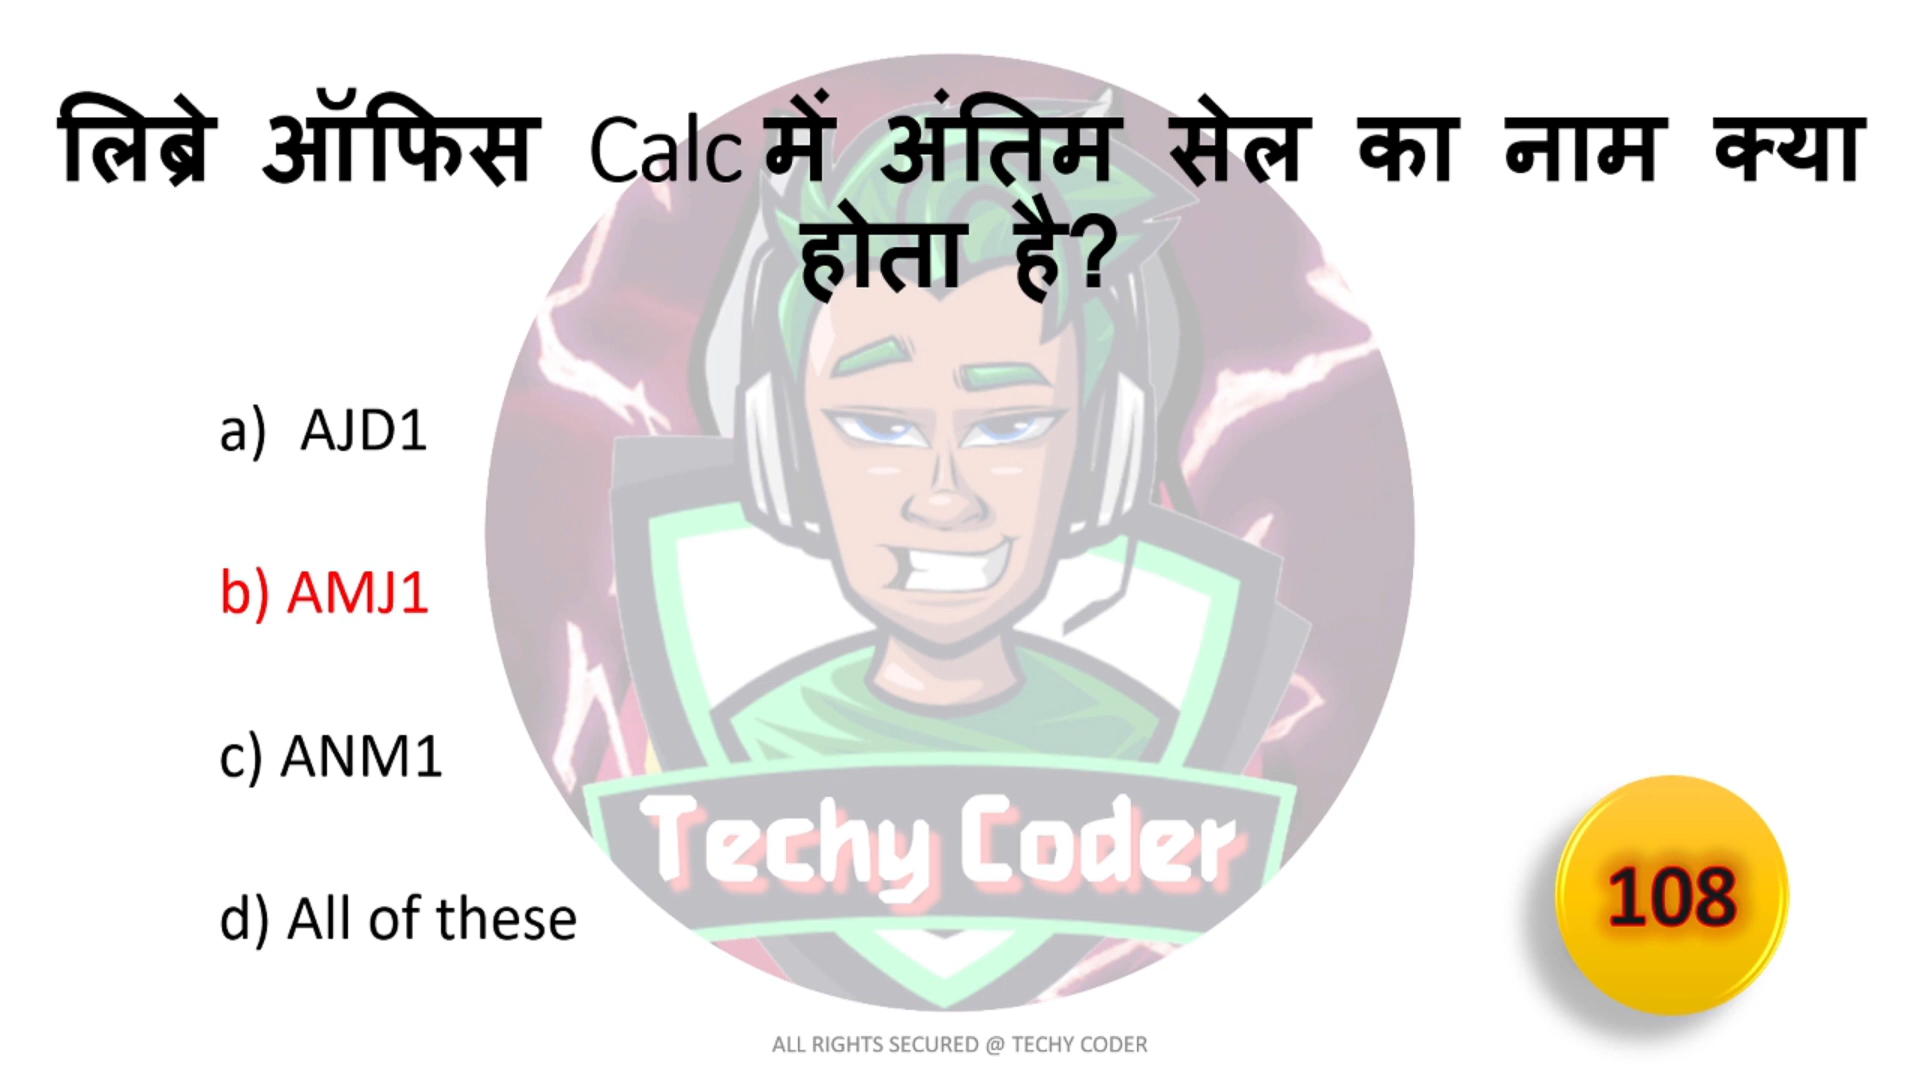 लिब्रे ऑफिस Calc में अंतिम सेल का नाम क्या
होता है?
a) AJD1
b) AMJ1
c) ANM1
d) All of these
Techy Coder
108
ALL RIGHTS SECURED @ TECHY CODER